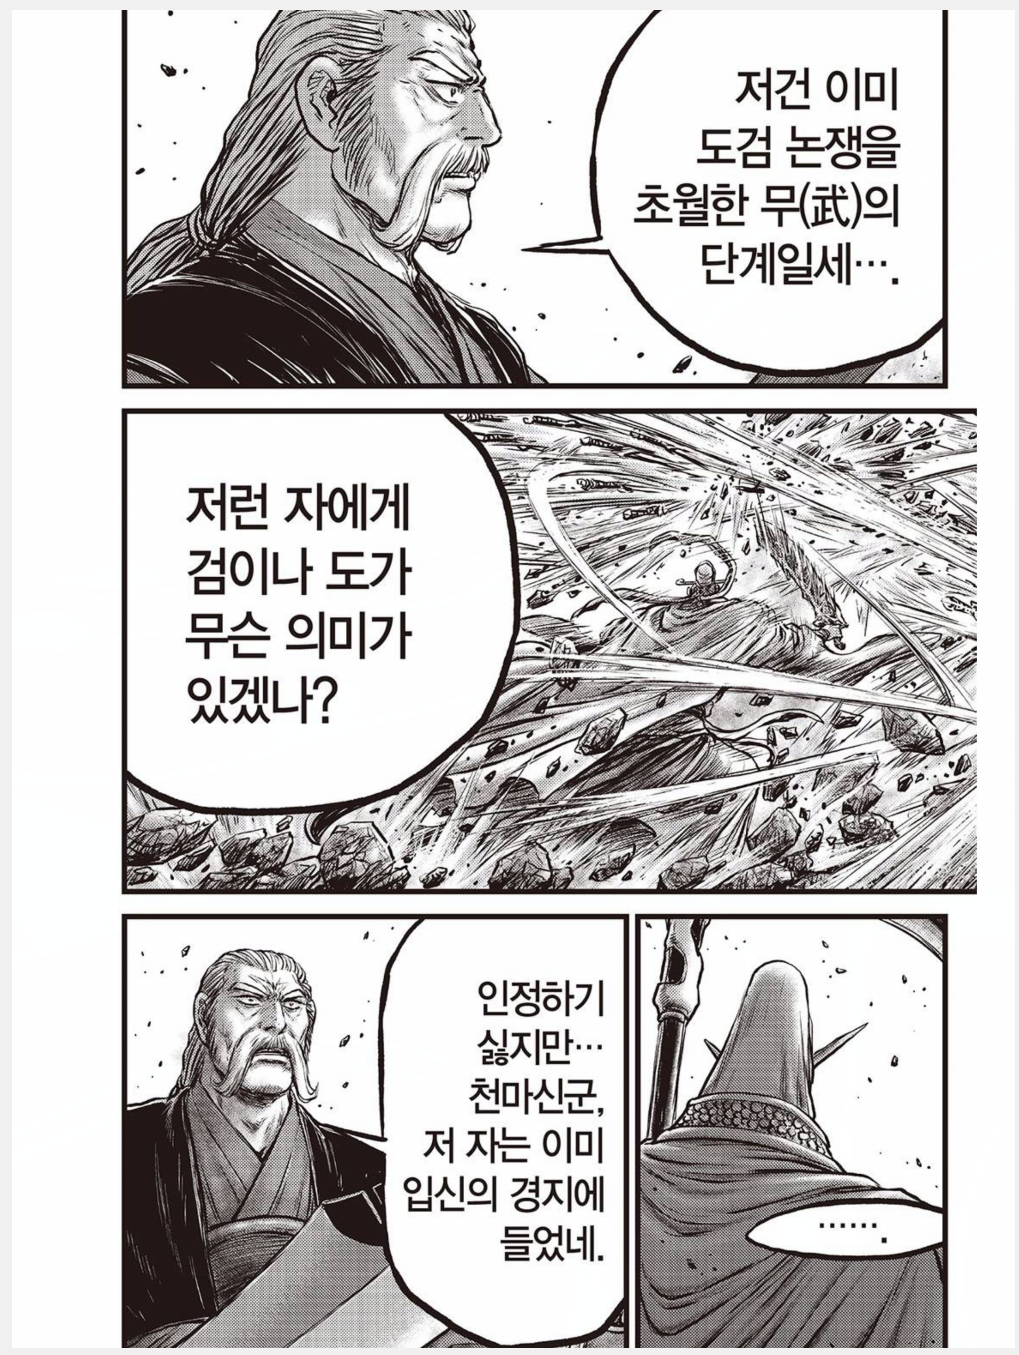 저건 이미
도검 논쟁을
초월한 무(武)의
단계일세….
저런 자에게
검이나 도가
무슨 의미가
있겠나?
인정하기
싫지만…
천마신군,
저 자는 이미
입신의 경지에
들었네.
…….